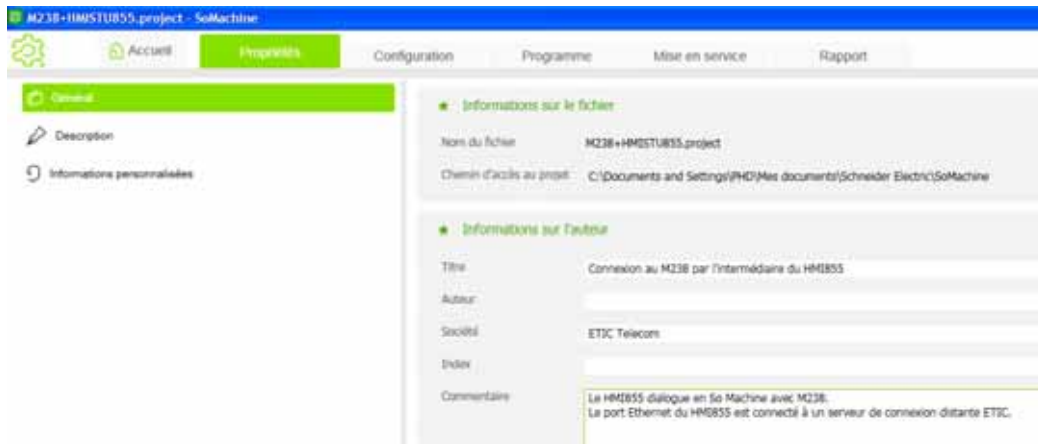 M238+HMISTU855.project - SoMachine
Accueil Propriétés Configuration Programme Mise en service Rapport
Général
Description
Informations personnalisées
Informations sur le fichier
Nom du fichier M238+HMISTU855.project
Chemin d'accès au projet C:\Documents and Settings\PHD\Mes documents\Schneider Electric\SoMachine
Informations sur l'auteur
Titre Connexion au M238 par l'intermédiaire du HMI855
Auteur
Société ETIC Telecom
Index
Commentaire Le HMI855 dialogue en So Machine avec M238.
Le port Ethernet du HMI855 est connecté à un serveur de connexion distante ETIC.